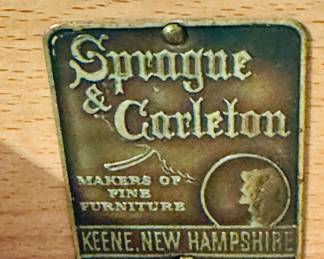 Sprague
&
Carleton
MAKERS OF
FINE
FURNITURE
KEENE, NEW HAMPSHIRE